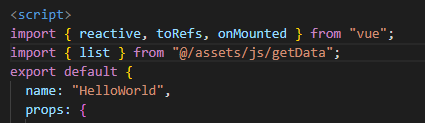 <script>
import { reactive, toRefs, onMounted } from "vue";
import { list } from "@/assets/js/getData";
export default {
name: "HelloWorld",
props: {